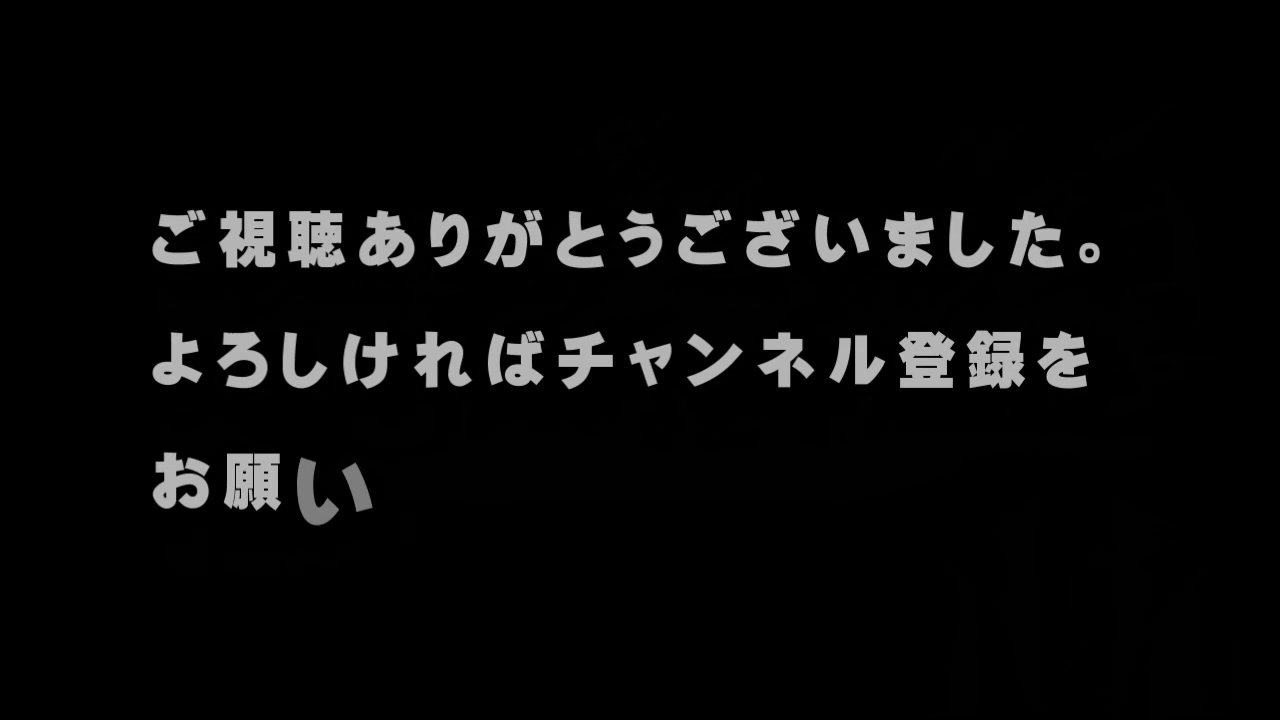 ご視聴ありがとうございました。
よろしければチャンネル登録を
お願い